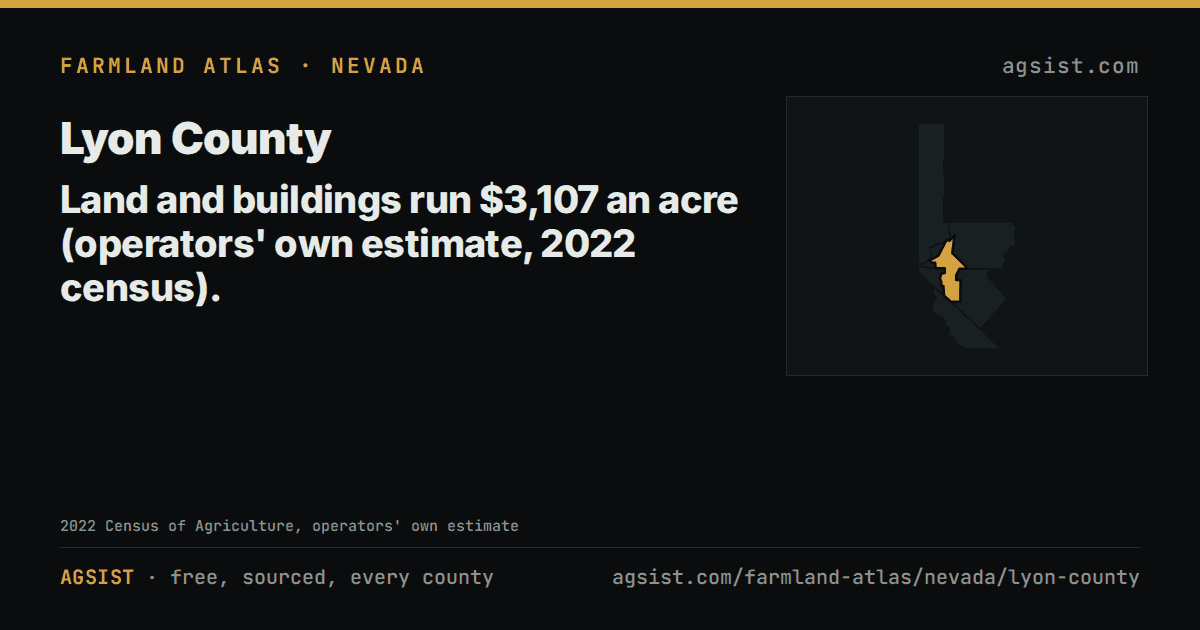 FARMLAND ATLAS · NEVADA
agsist.com
Lyon County
Land and buildings run $3,107 an acre
(operators' own estimate, 2022
census).
2022 Census of Agriculture, operators' own estimate
AGSIST · free, sourced, every county
agsist.com/farmland-atlas/nevada/lyon-county